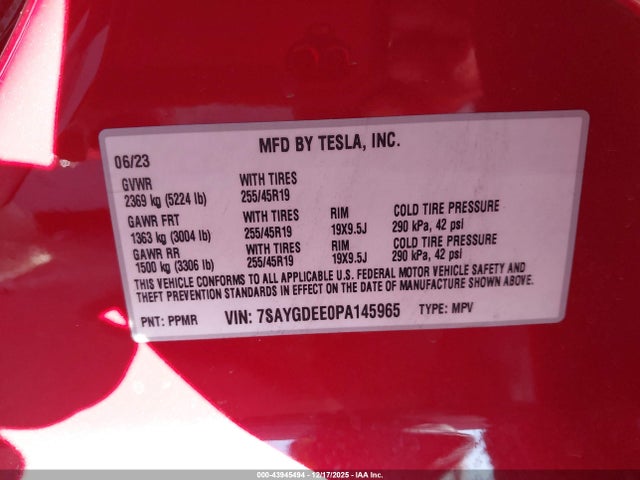 MFD BY TESLA, INC.
06/23
GVWR WITH TIRES
2369 kg (5224 lb) 255/45R19
GAWR FRT WITH TIRES RIM COLD TIRE PRESSURE
1363 kg (3004 lb) 255/45R19 19X9.5J 290 kPa, 42 psi
GAWR RR WITH TIRES RIM COLD TIRE PRESSURE
1500 kg (3306 lb) 255/45R19 19X9.5J 290 kPa, 42 psi
THIS VEHICLE CONFORMS TO ALL APPLICABLE U.S. FEDERAL MOTOR VEHICLE SAFETY AND
THEFT PREVENTION STANDARDS IN EFFECT ON THE DATE OF MANUFACTURE SHOWN ABOVE.
PNT: PPMR VIN: 7SAYGDEE0PA145965 TYPE: MPV
000-43945494 - 12/17/2025 - IAA Inc.